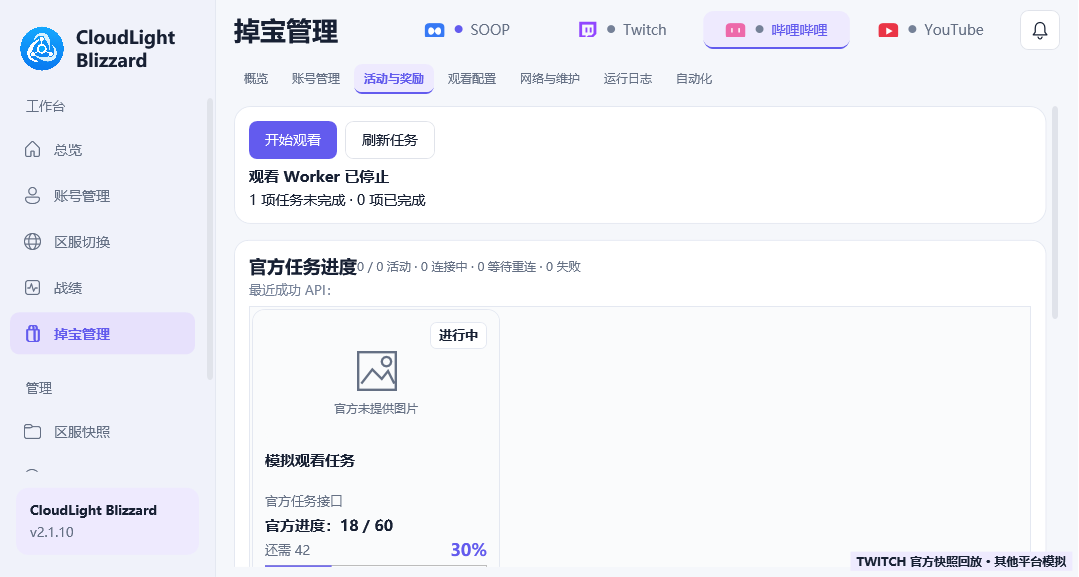 CloudLight
Blizzard
工作台
总览
账号管理
区服切换
战绩
掉宝管理
管理
区服快照
CloudLight Blizzard
v2.1.10
掉宝管理
SOOP
Twitch
哔哩哔哩
YouTube
概览
账号管理
活动与奖励
观看配置
网络与维护
运行日志
自动化
开始观看
刷新任务
观看 Worker 已停止
1 项任务未完成 · 0 项已完成
官方任务进度0 / 0 活动 · 0 连接中 · 0 等待重连 · 0 失败
最近成功 API：
进行中
官方未提供图片
模拟观看任务
官方任务接口
官方进度：18 / 60
还需 42
30%
TWITCH 官方快照回放 • 其他平台模拟